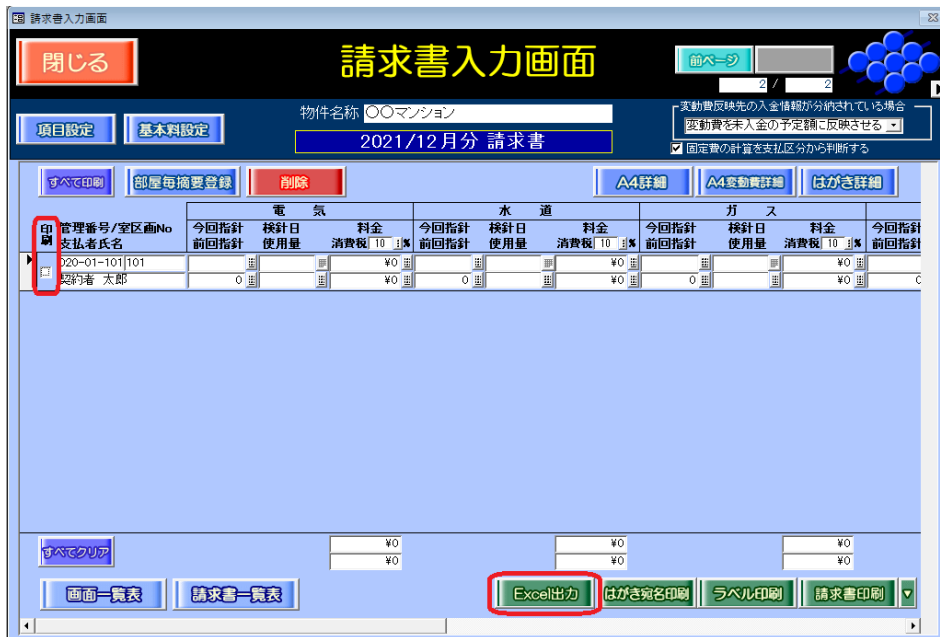 請求書入力画面
閉じる
請求書入力画面
前ページ
2 / 2
項目設定 基本料設定
物件名称 〇〇マンション
2021/12月分 請求書
変動費反映先の入金情報が分納されている場合
変動費を未入金の予定額に反映させる
固定費の計算を支払区分から判断する
すべて印刷 部屋毎摘要登録 削除 A4詳細 A4変動費詳細 はがき詳細
電 気 水 道 ガ ス
印刷 管理番号/室区画No 今回指針 検針日 料金 今回指針 検針日 料金 今回指針 検針日 料金 今回指針
支払者氏名 前回指針 使用量 消費税 10 % 前回指針 使用量 消費税 10 % 前回指針 使用量 消費税 10 % 前回指針
020-01-101 101 ¥0 ¥0 ¥0
契約者 太郎 0 ¥0 0 ¥0 0 ¥0 0
すべてクリア ¥0 ¥0 ¥0
¥0 ¥0 ¥0
画面一覧表 請求書一覧表 Excel出力 はがき宛名印刷 ラベル印刷 請求書印刷